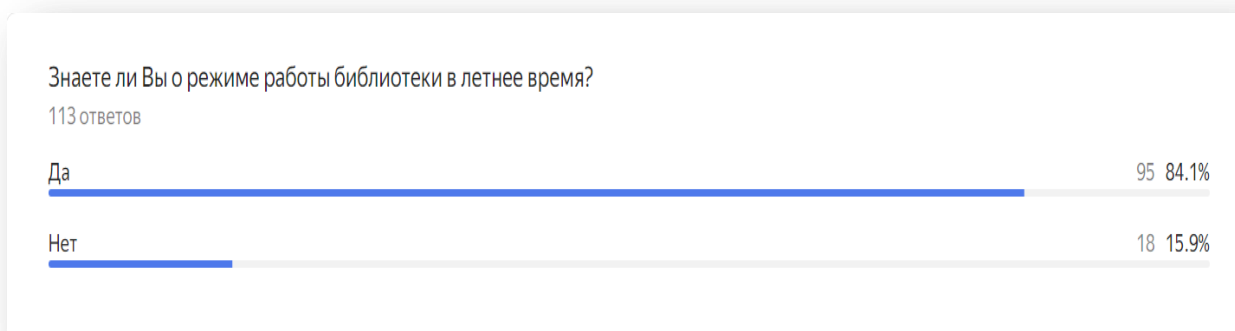 Знаете ли Вы о режиме работы библиотеки в летнее время?
113 ответов
Да 95 84.1%
Нет 18 15.9%